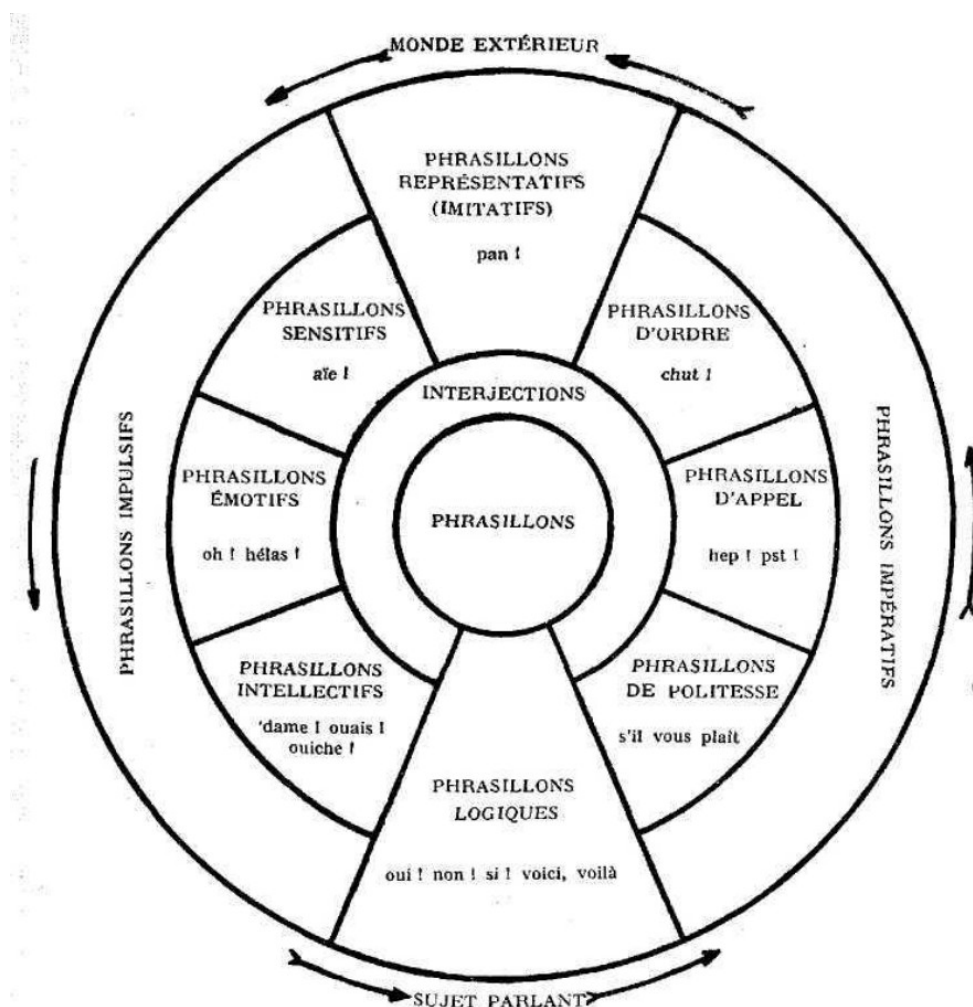 MONDE EXTÉRIEUR
PHRASILLONS
REPRÉSENTATIFS
(IMITATIFS)
pan !
PHRASILLONS
SENSITIFS
aïe !
PHRASILLONS
D'ORDRE
chut !
INTERJECTIONS
PHRASILLONS IMPULSIFS
PHRASILLONS
ÉMOTIFS
oh ! hélas !
PHRASILLONS
PHRASILLONS
D'APPEL
hep ! pst !
PHRASILLONS IMPÉRATIFS
PHRASILLONS
INTELLECTIFS
'dame ! ouais !
ouiche !
PHRASILLONS
DE POLITESSE
s'il vous plaît
PHRASILLONS
LOGIQUES
oui ! non ! si ! voici, voilà
SUJET PARLANT